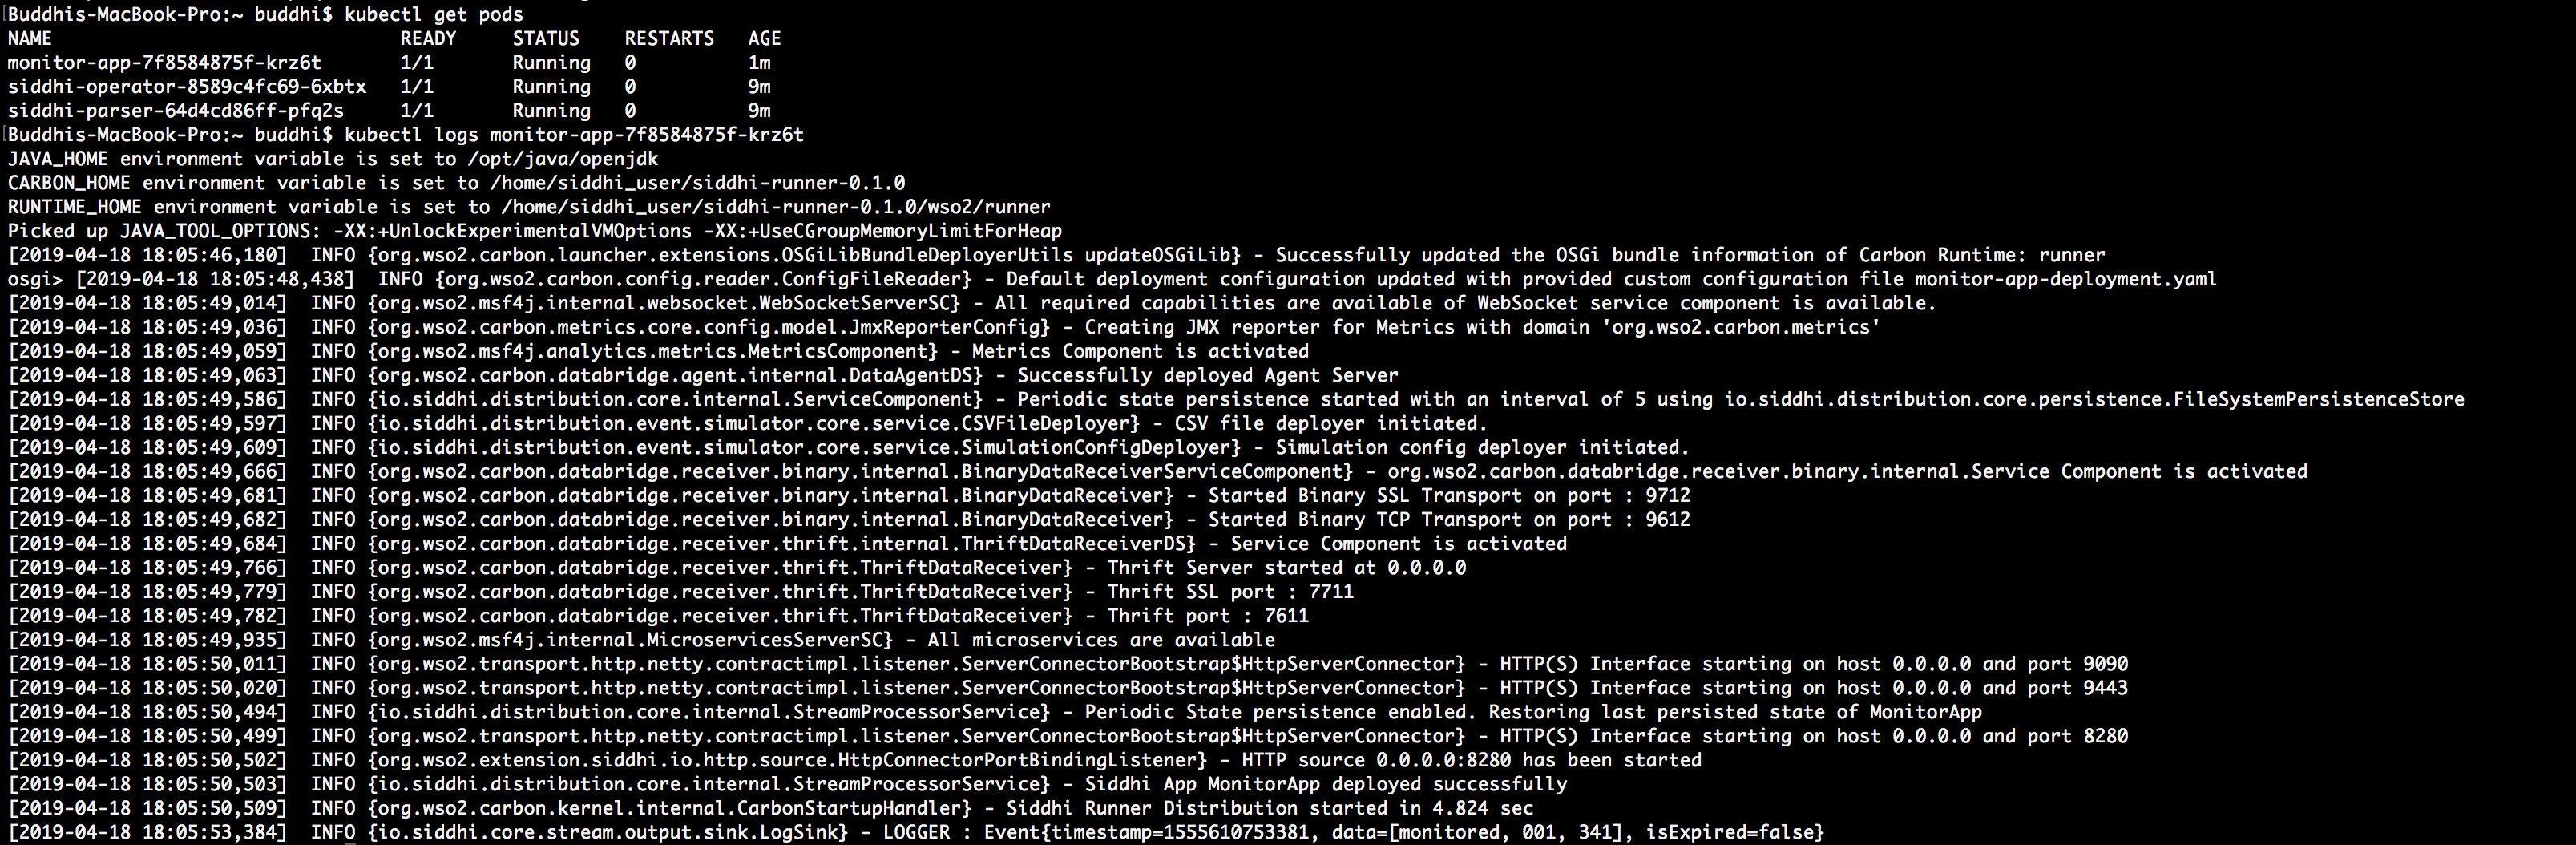 Buddhis-MacBook-Pro:~ buddhi$ kubectl get pods
NAME READY STATUS RESTARTS AGE
monitor-app-7f8584875f-krz6t 1/1 Running 0 1m
siddhi-operator-8589c4fc69-6xbtx 1/1 Running 0 9m
siddhi-parser-64d4cd86ff-pfq2s 1/1 Running 0 9m
Buddhis-MacBook-Pro:~ buddhi$ kubectl logs monitor-app-7f8584875f-krz6t
JAVA_HOME environment variable is set to /opt/java/openjdk
CARBON_HOME environment variable is set to /home/siddhi_user/siddhi-runner-0.1.0
RUNTIME_HOME environment variable is set to /home/siddhi_user/siddhi-runner-0.1.0/wso2/runner
Picked up JAVA_TOOL_OPTIONS: -XX:+UnlockExperimentalVMOptions -XX:+UseCGroupMemoryLimitForHeap
[2019-04-18 18:05:46,180] INFO {org.wso2.carbon.launcher.extensions.OSGiLibBundleDeployerUtils updateOSGiLib} - Successfully updated the OSGi bundle information of Carbon Runtime: runner
osgi> [2019-04-18 18:05:48,438] INFO {org.wso2.carbon.config.reader.ConfigFileReader} - Default deployment configuration updated with provided custom configuration file monitor-app-deployment.yaml
[2019-04-18 18:05:49,014] INFO {org.wso2.msf4j.internal.websocket.WebSocketServerSC} - All required capabilities are available of WebSocket service component is available.
[2019-04-18 18:05:49,036] INFO {org.wso2.carbon.metrics.core.config.model.JmxReporterConfig} - Creating JMX reporter for Metrics with domain 'org.wso2.carbon.metrics'
[2019-04-18 18:05:49,059] INFO {org.wso2.msf4j.analytics.metrics.MetricsComponent} - Metrics Component is activated
[2019-04-18 18:05:49,063] INFO {org.wso2.carbon.databridge.agent.internal.DataAgentDS} - Successfully deployed Agent Server
[2019-04-18 18:05:49,586] INFO {io.siddhi.distribution.core.internal.ServiceComponent} - Periodic state persistence started with an interval of 5 using io.siddhi.distribution.core.persistence.FileSystemPersistenceStore
[2019-04-18 18:05:49,597] INFO {io.siddhi.distribution.event.simulator.core.service.CSVFileDeployer} - CSV file deployer initiated.
[2019-04-18 18:05:49,609] INFO {io.siddhi.distribution.event.simulator.core.service.SimulationConfigDeployer} - Simulation config deployer initiated.
[2019-04-18 18:05:49,666] INFO {org.wso2.carbon.databridge.receiver.binary.internal.BinaryDataReceiverServiceComponent} - org.wso2.carbon.databridge.receiver.binary.internal.Service Component is activated
[2019-04-18 18:05:49,681] INFO {org.wso2.carbon.databridge.receiver.binary.internal.BinaryDataReceiver} - Started Binary SSL Transport on port : 9712
[2019-04-18 18:05:49,682] INFO {org.wso2.carbon.databridge.receiver.binary.internal.BinaryDataReceiver} - Started Binary TCP Transport on port : 9612
[2019-04-18 18:05:49,684] INFO {org.wso2.carbon.databridge.receiver.thrift.internal.ThriftDataReceiverDS} - Service Component is activated
[2019-04-18 18:05:49,766] INFO {org.wso2.carbon.databridge.receiver.thrift.ThriftDataReceiver} - Thrift Server started at 0.0.0.0
[2019-04-18 18:05:49,779] INFO {org.wso2.carbon.databridge.receiver.thrift.ThriftDataReceiver} - Thrift SSL port : 7711
[2019-04-18 18:05:49,782] INFO {org.wso2.carbon.databridge.receiver.thrift.ThriftDataReceiver} - Thrift port : 7611
[2019-04-18 18:05:49,935] INFO {org.wso2.msf4j.internal.MicroservicesServerSC} - All microservices are available
[2019-04-18 18:05:50,011] INFO {org.wso2.transport.http.netty.contractimpl.listener.ServerConnectorBootstrap$HttpServerConnector} - HTTP(S) Interface starting on host 0.0.0.0 and port 9090
[2019-04-18 18:05:50,020] INFO {org.wso2.transport.http.netty.contractimpl.listener.ServerConnectorBootstrap$HttpServerConnector} - HTTP(S) Interface starting on host 0.0.0.0 and port 9443
[2019-04-18 18:05:50,494] INFO {io.siddhi.distribution.core.internal.StreamProcessorService} - Periodic State persistence enabled. Restoring last persisted state of MonitorApp
[2019-04-18 18:05:50,499] INFO {org.wso2.transport.http.netty.contractimpl.listener.ServerConnectorBootstrap$HttpServerConnector} - HTTP(S) Interface starting on host 0.0.0.0 and port 8280
[2019-04-18 18:05:50,502] INFO {org.wso2.extension.siddhi.io.http.source.HttpConnectorPortBindingListener} - HTTP source 0.0.0.0:8280 has been started
[2019-04-18 18:05:50,503] INFO {io.siddhi.distribution.core.internal.StreamProcessorService} - Siddhi App MonitorApp deployed successfully
[2019-04-18 18:05:50,509] INFO {org.wso2.carbon.kernel.internal.CarbonStartupHandler} - Siddhi Runner Distribution started in 4.824 sec
[2019-04-18 18:05:53,384] INFO {io.siddhi.core.stream.output.sink.LogSink} - LOGGER : Event{timestamp=1555610753381, data=[monitored, 001, 341], isExpired=false}